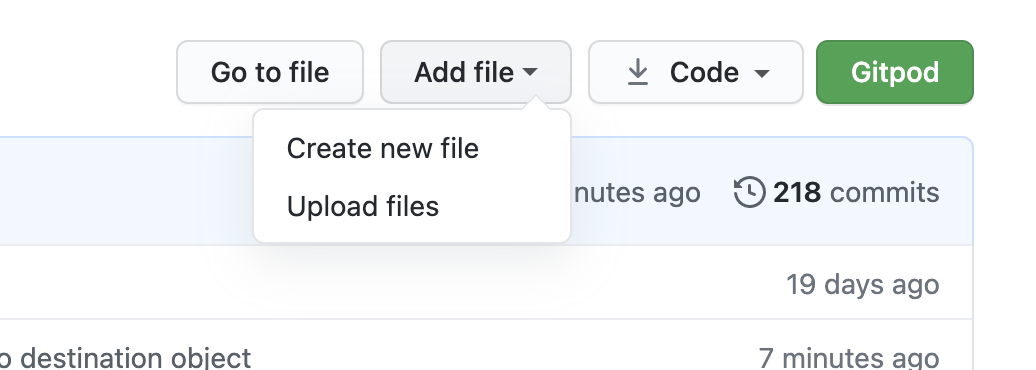 Go to file Add file Code Gitpod
Create new file
nutes ago 218 commits
Upload files
19 days ago
o destination object 7 minutes ago